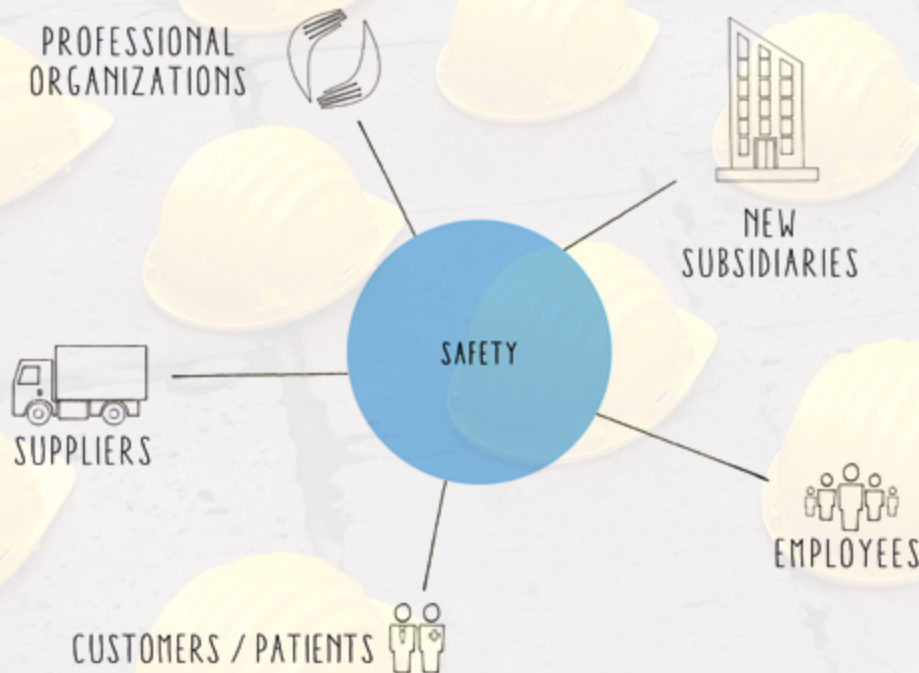 PROFESSIONAL
ORGANIZATIONS
NEW
SUBSIDIARIES
SAFETY
SUPPLIERS
EMPLOYEES
CUSTOMERS / PATIENTS